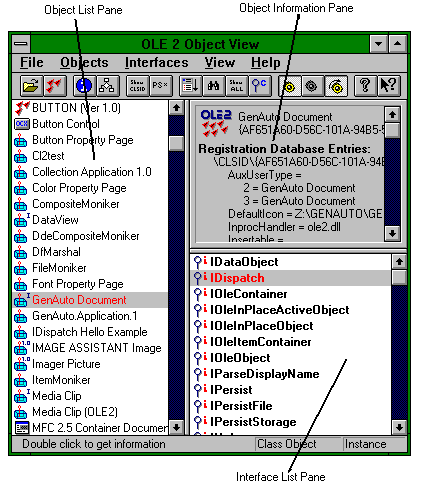 Object List Pane
Object Information Pane
OLE 2 Object View
File Objects Interfaces View Help
SHOW CLSID PS* SHOW ALL ? ?
BUTTON (Ver 1.0)
Button Control
Button Property Page
Cl2test
Collection Application 1.0
Color Property Page
CompositeMoniker
DataView
DdeCompositeMoniker
DfMarshal
FileMoniker
Font Property Page
GenAuto Document
GenAuto.Application.1
IDispatch Hello Example
IMAGE ASSISTANT Image
Imager Picture
ItemMoniker
Media Clip
Media Clip (OLE2)
MFC 2.5 Container Documen
OLE2 GenAuto Document
{AF651A60-D56C-101A-94B5-5
Registration Database Entries:
\CLSID\{AF651A60-D56C-101A-94B
AuxUserType =
2 = GenAuto Document
3 = GenAuto Document
DefaultIcon = Z:\GENAUTO\GE
InprocHandler = ole2.dll
Insertable =
IDataObject
IDispatch
IOleContainer
IOleInPlaceActiveObject
IOleInPlaceObject
IOleItemContainer
IOleObject
IParseDisplayName
IPersist
IPersistFile
IPersistStorage
Double click to get information
Class Object
Instance
Interface List Pane